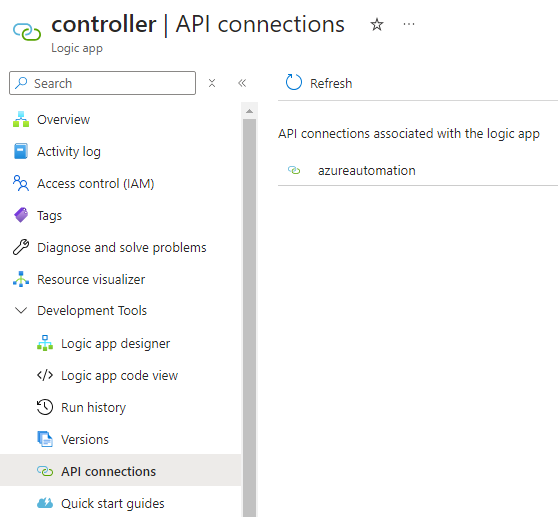 controller | API connections
Logic app
Search
Overview
Activity log
Access control (IAM)
Tags
Diagnose and solve problems
Resource visualizer
Development Tools
Logic app designer
Logic app code view
Run history
Versions
API connections
Quick start guides
Refresh
API connections associated with the logic app
azureautomation